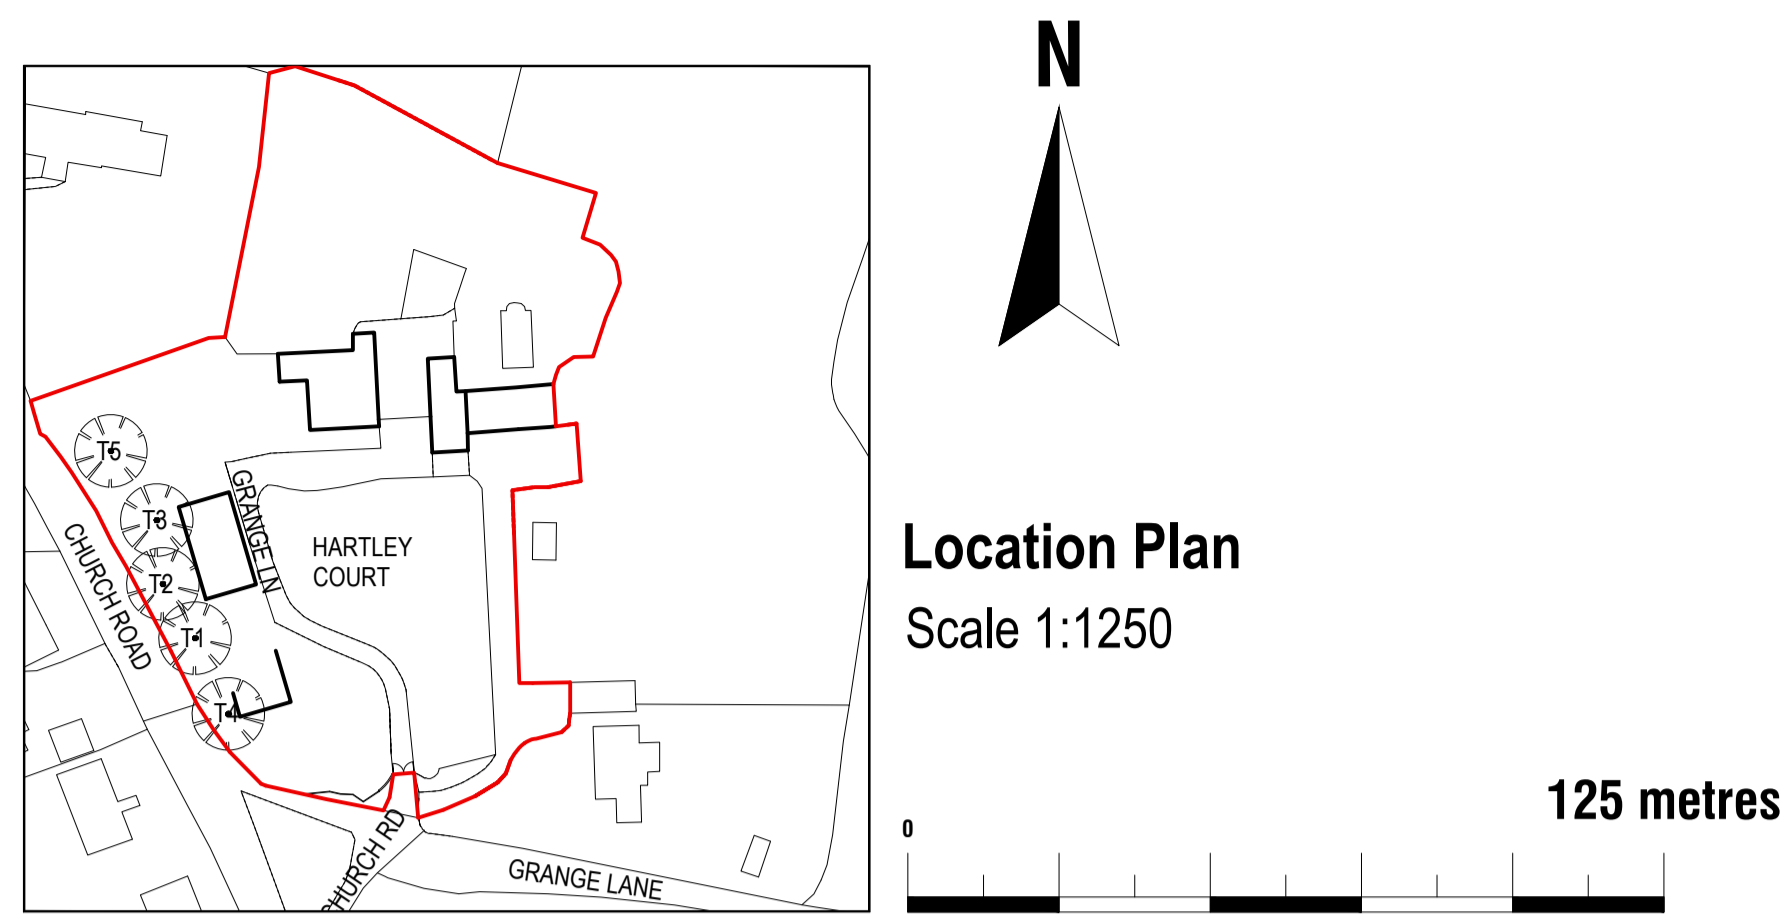 N
T5
T3
GRANGE LN
HARTLEY
COURT
CHURCH ROAD
T2
T1
T4
CHURCH RD
GRANGE LANE
Location Plan
Scale 1:1250
125 metres
0